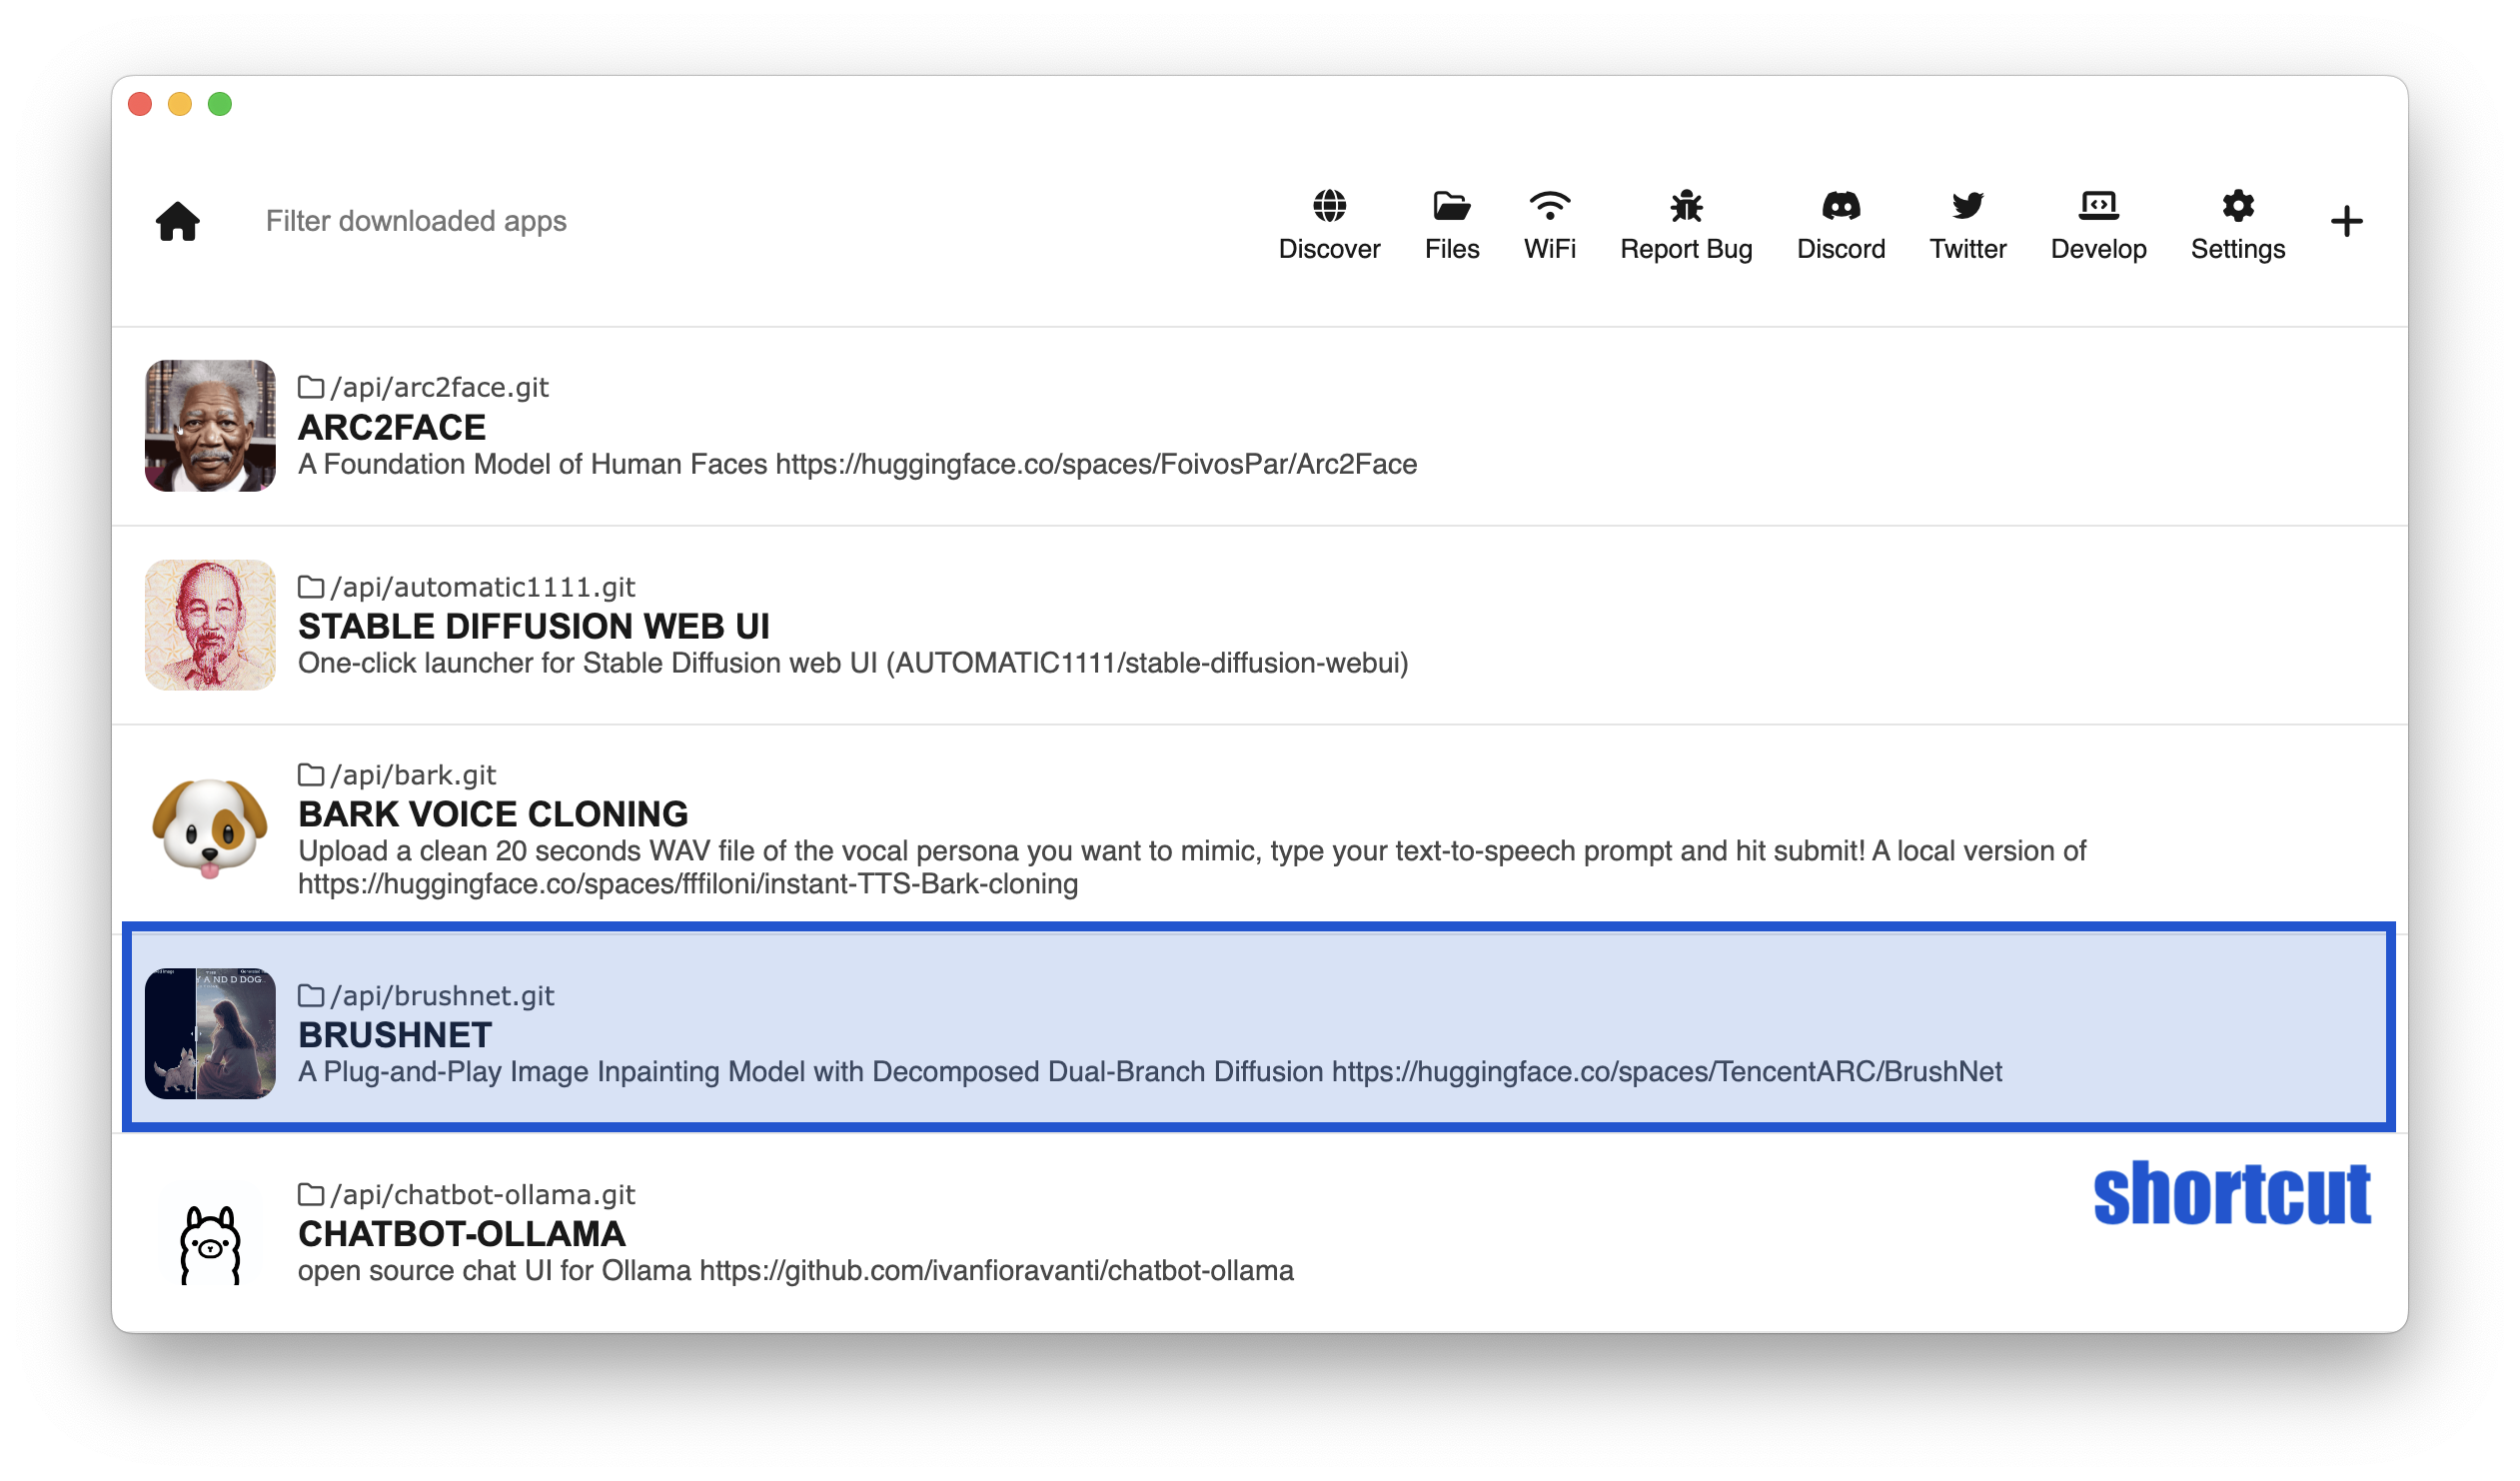 Filter downloaded apps
Discover
Files
WiFi
Report Bug
Discord
Twitter
Develop
Settings
/api/arc2face.git
ARC2FACE
A Foundation Model of Human Faces https://huggingface.co/spaces/FoivosPar/Arc2Face
/api/automatic1111.git
STABLE DIFFUSION WEB UI
One-click launcher for Stable Diffusion web UI (AUTOMATIC1111/stable-diffusion-webui)
/api/bark.git
BARK VOICE CLONING
Upload a clean 20 seconds WAV file of the vocal persona you want to mimic, type your text-to-speech prompt and hit submit! A local version of
https://huggingface.co/spaces/fffiloni/instant-TTS-Bark-cloning
Y A ND D DOG
/api/brushnet.git
BRUSHNET
A Plug-and-Play Image Inpainting Model with Decomposed Dual-Branch Diffusion https://huggingface.co/spaces/TencentARC/BrushNet
shortcut
/api/chatbot-ollama.git
CHATBOT-OLLAMA
open source chat UI for Ollama https://github.com/ivanfioravanti/chatbot-ollama